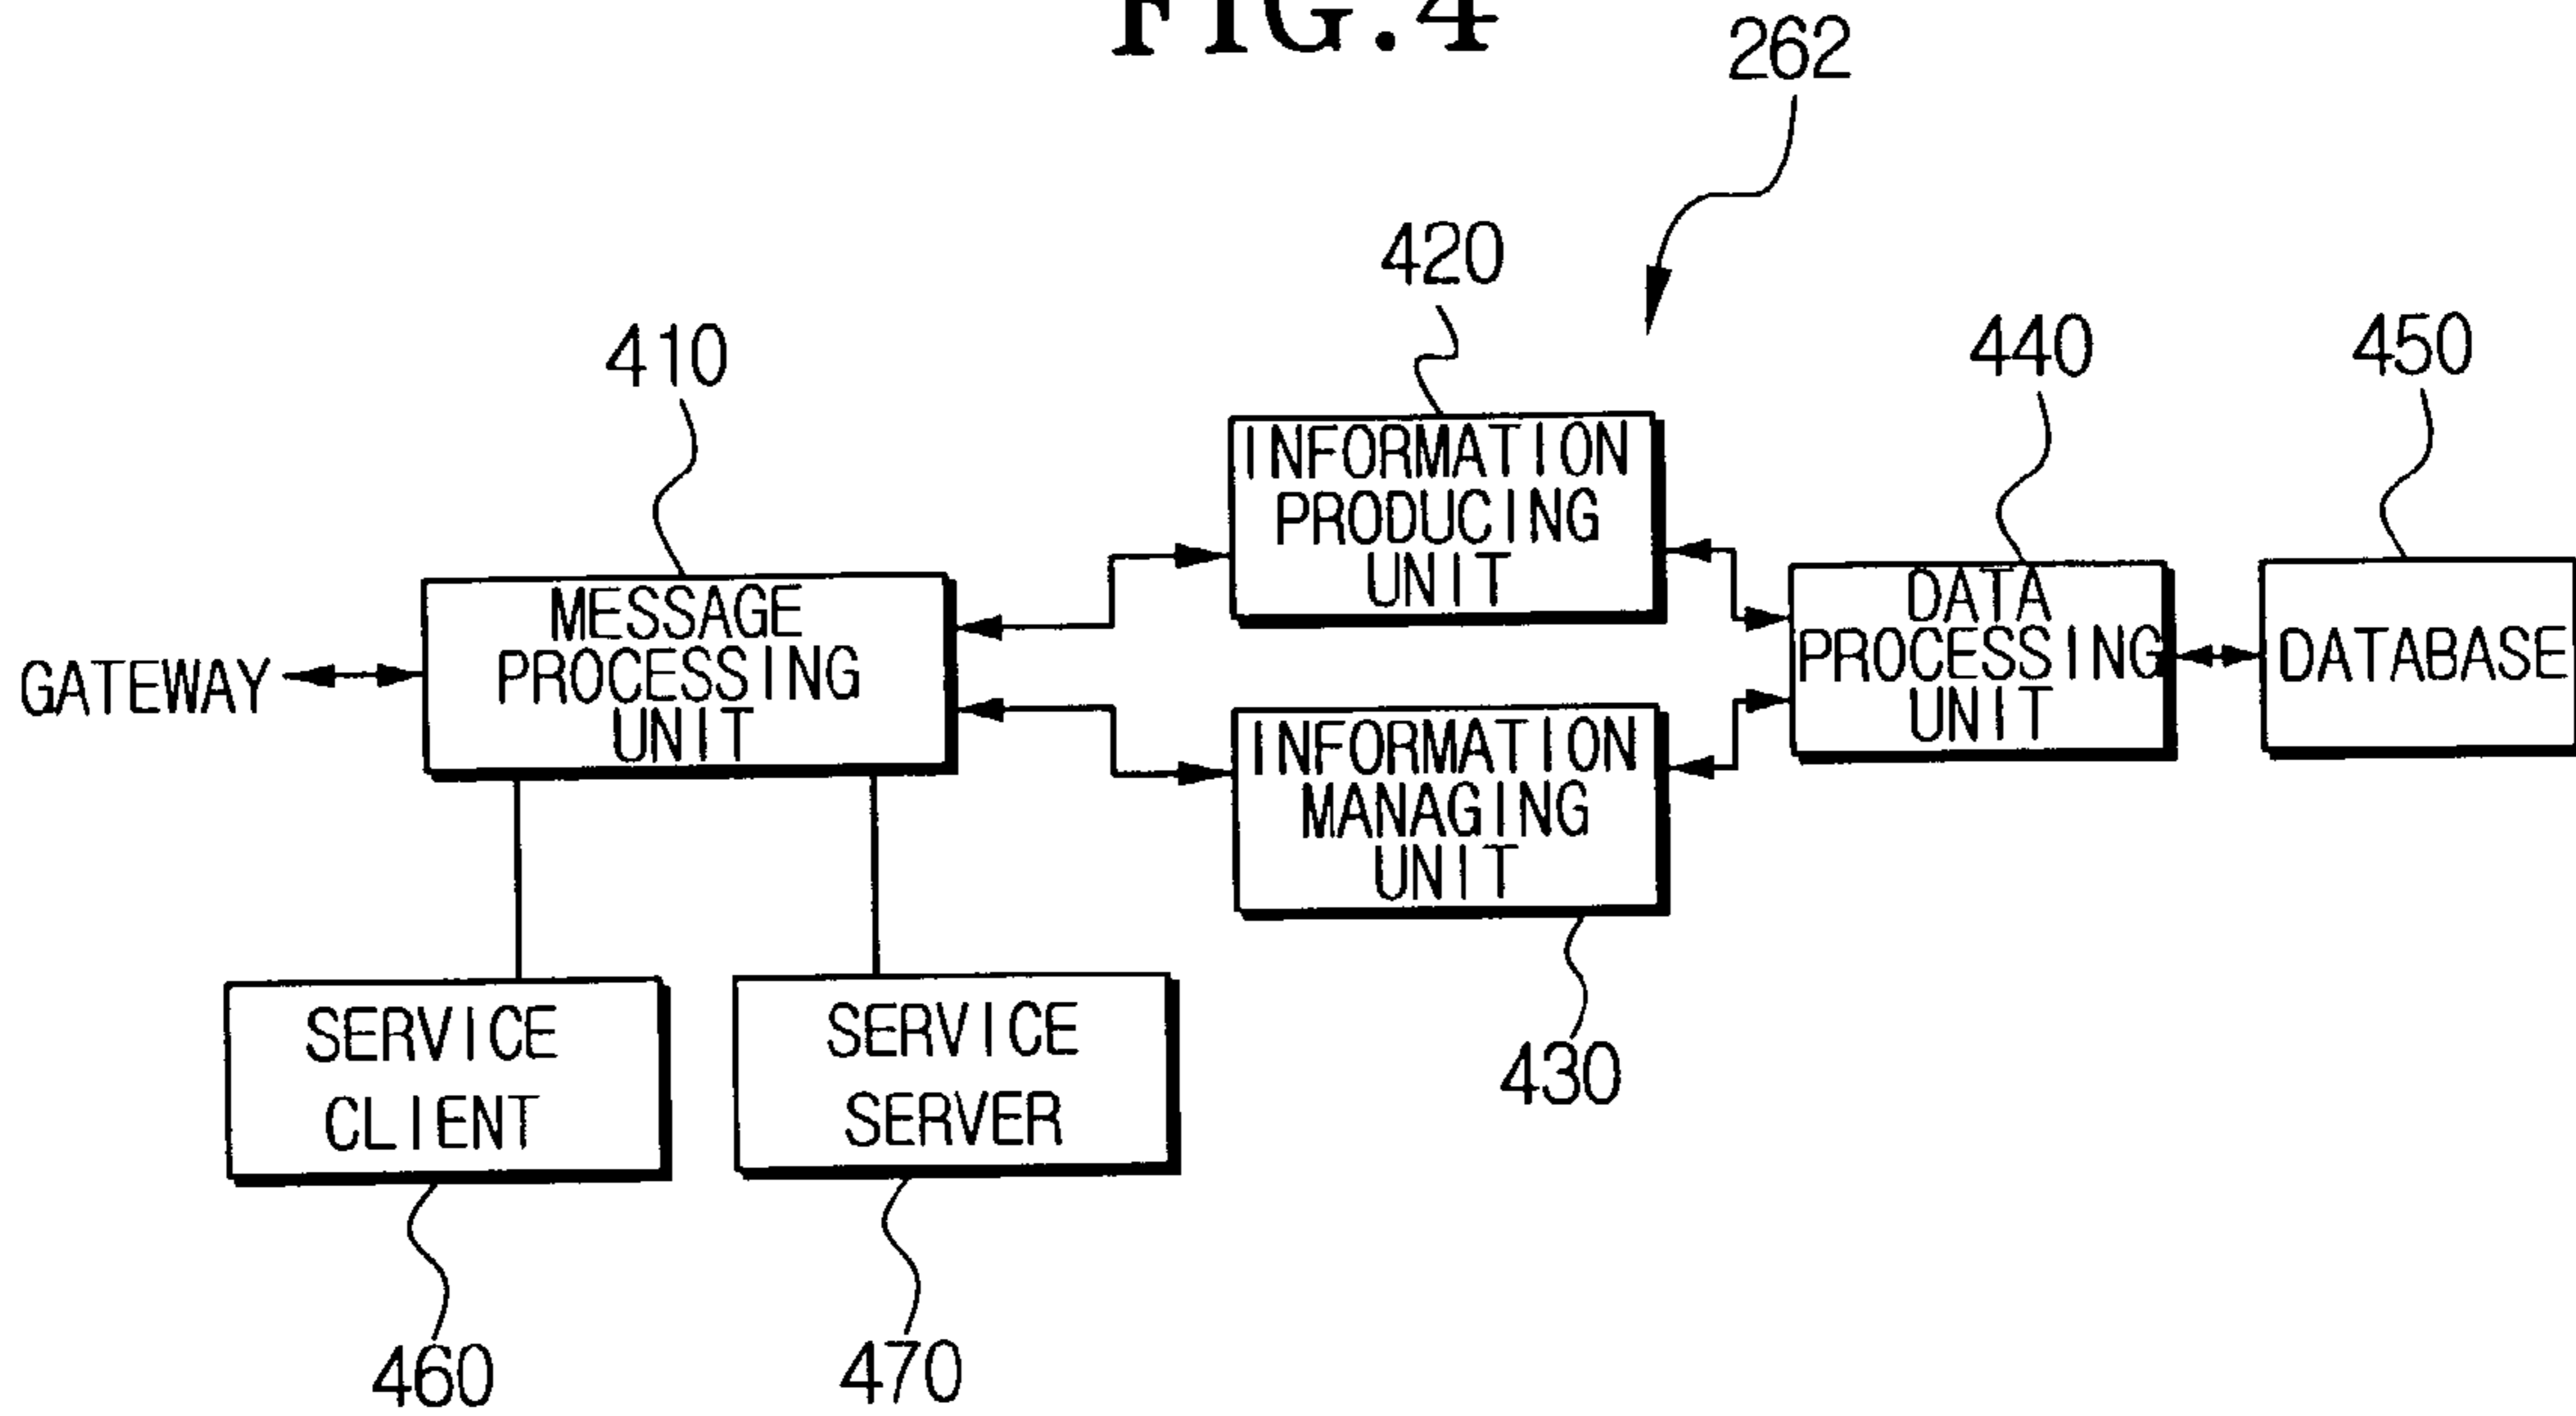 FIG.4
262
420
410
440
450
INFORMATION
PRODUCING
UNIT
MESSAGE
PROCESSING
UNIT
DATA
PROCESSING
UNIT
GATEWAY
DATABASE
INFORMATION
MANAGING
UNIT
SERVICE
CLIENT
SERVICE
SERVER
430
460
470